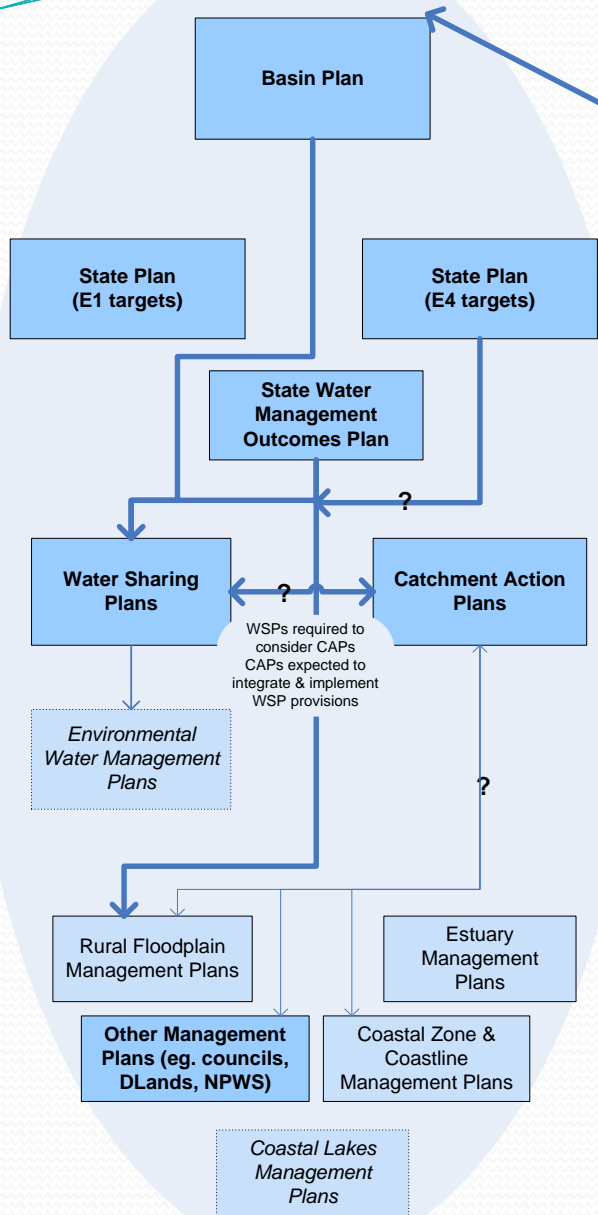 Basin Plan
State Plan
(E1 targets)
State Plan
(E4 targets)
State Water
Management
Outcomes Plan
?
Water Sharing
Plans
?
Catchment Action
Plans
WSPs required to
consider CAPs
CAPs expected to
integrate & implement
WSP provisions
Environmental
Water Management
Plans
?
Rural Floodplain
Management Plans
Estuary
Management
Plans
Other Management
Plans (eg. councils,
DLands, NPWS)
Coastal Zone &
Coastline
Management Plans
Coastal Lakes
Management
Plans